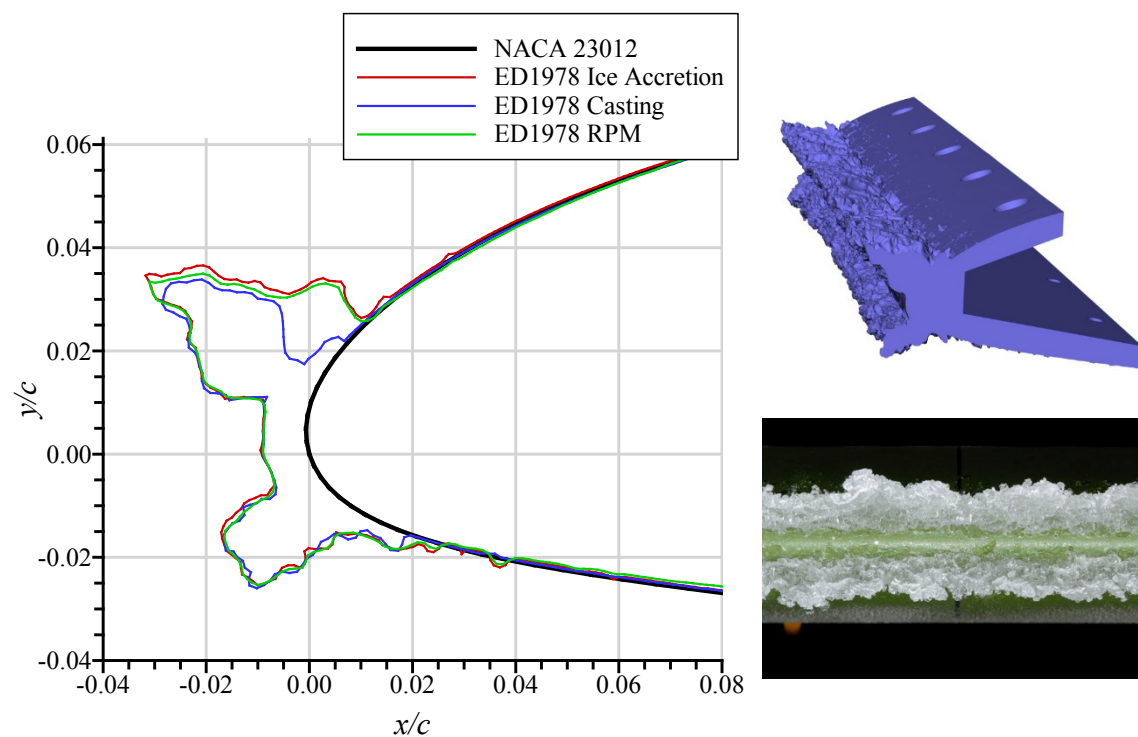 NACA 23012
ED1978 Ice Accretion
ED1978 Casting
ED1978 RPM
0.06
0.04
0.02
0.00
-0.02
-0.04
y/c
-0.04 -0.02 0.00 0.02 0.04 0.06 0.08
x/c